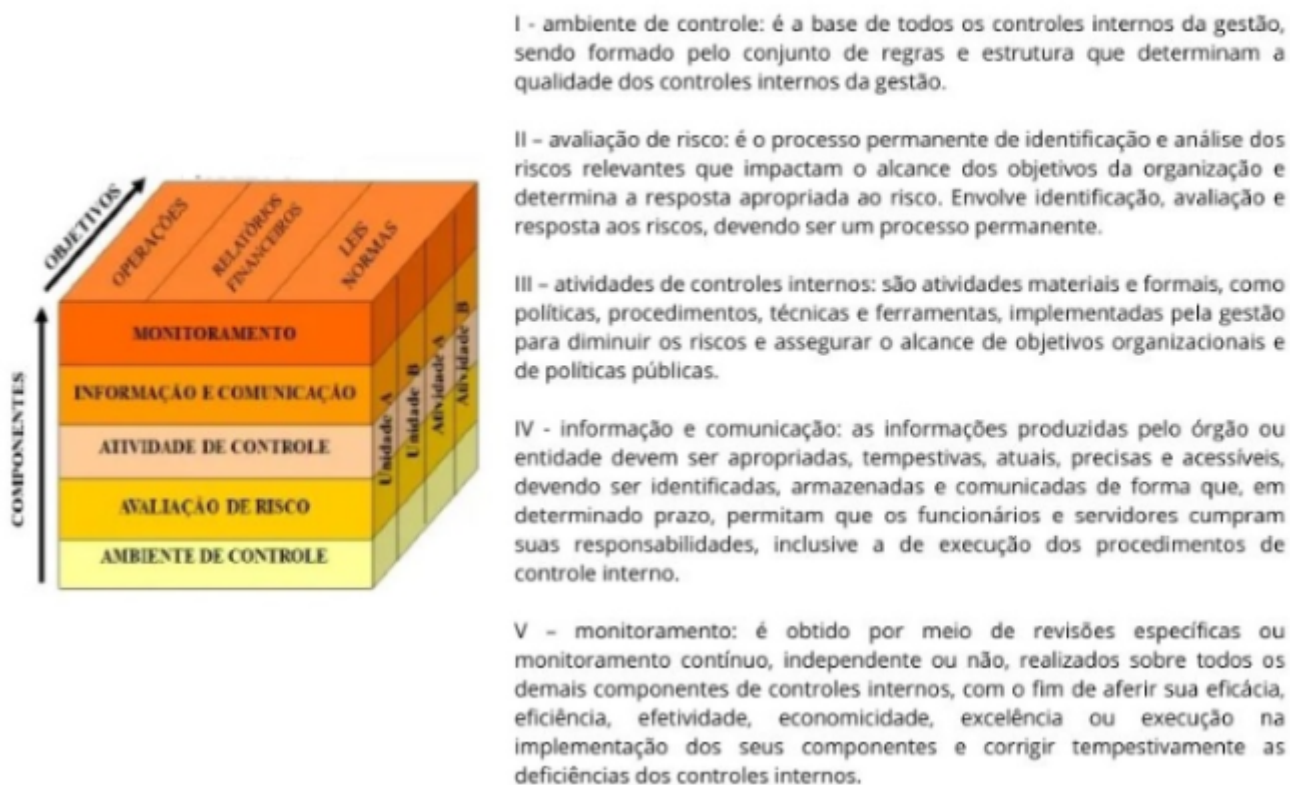 OBJETIVOS
OPERAÇÕES
RELATÓRIOS
FINANCEIROS
LEIS
NORMAS
COMPONENTES
MONITORAMENTO
INFORMAÇÃO E COMUNICAÇÃO
ATIVIDADE DE CONTROLE
AVALIAÇÃO DE RISCO
AMBIENTE DE CONTROLE
Unidade A
Unidade B
Atividade A
Atividade B
I - ambiente de controle: é a base de todos os controles internos da gestão,
sendo formado pelo conjunto de regras e estrutura que determinam a
qualidade dos controles internos da gestão.
II – avaliação de risco: é o processo permanente de identificação e análise dos
riscos relevantes que impactam o alcance dos objetivos da organização e
determina a resposta apropriada ao risco. Envolve identificação, avaliação e
resposta aos riscos, devendo ser um processo permanente.
III – atividades de controles internos: são atividades materiais e formais, como
políticas, procedimentos, técnicas e ferramentas, implementadas pela gestão
para diminuir os riscos e assegurar o alcance de objetivos organizacionais e
de políticas públicas.
IV - informação e comunicação: as informações produzidas pelo órgão ou
entidade devem ser apropriadas, tempestivas, atuais, precisas e acessíveis,
devendo ser identificadas, armazenadas e comunicadas de forma que, em
determinado prazo, permitam que os funcionários e servidores cumpram
suas responsabilidades, inclusive a de execução dos procedimentos de
controle interno.
V – monitoramento: é obtido por meio de revisões específicas ou
monitoramento contínuo, independente ou não, realizados sobre todos os
demais componentes de controles internos, com o fim de aferir sua eficácia,
eficiência, efetividade, economicidade, excelência ou execução na
implementação dos seus componentes e corrigir tempestivamente as
deficiências dos controles internos.